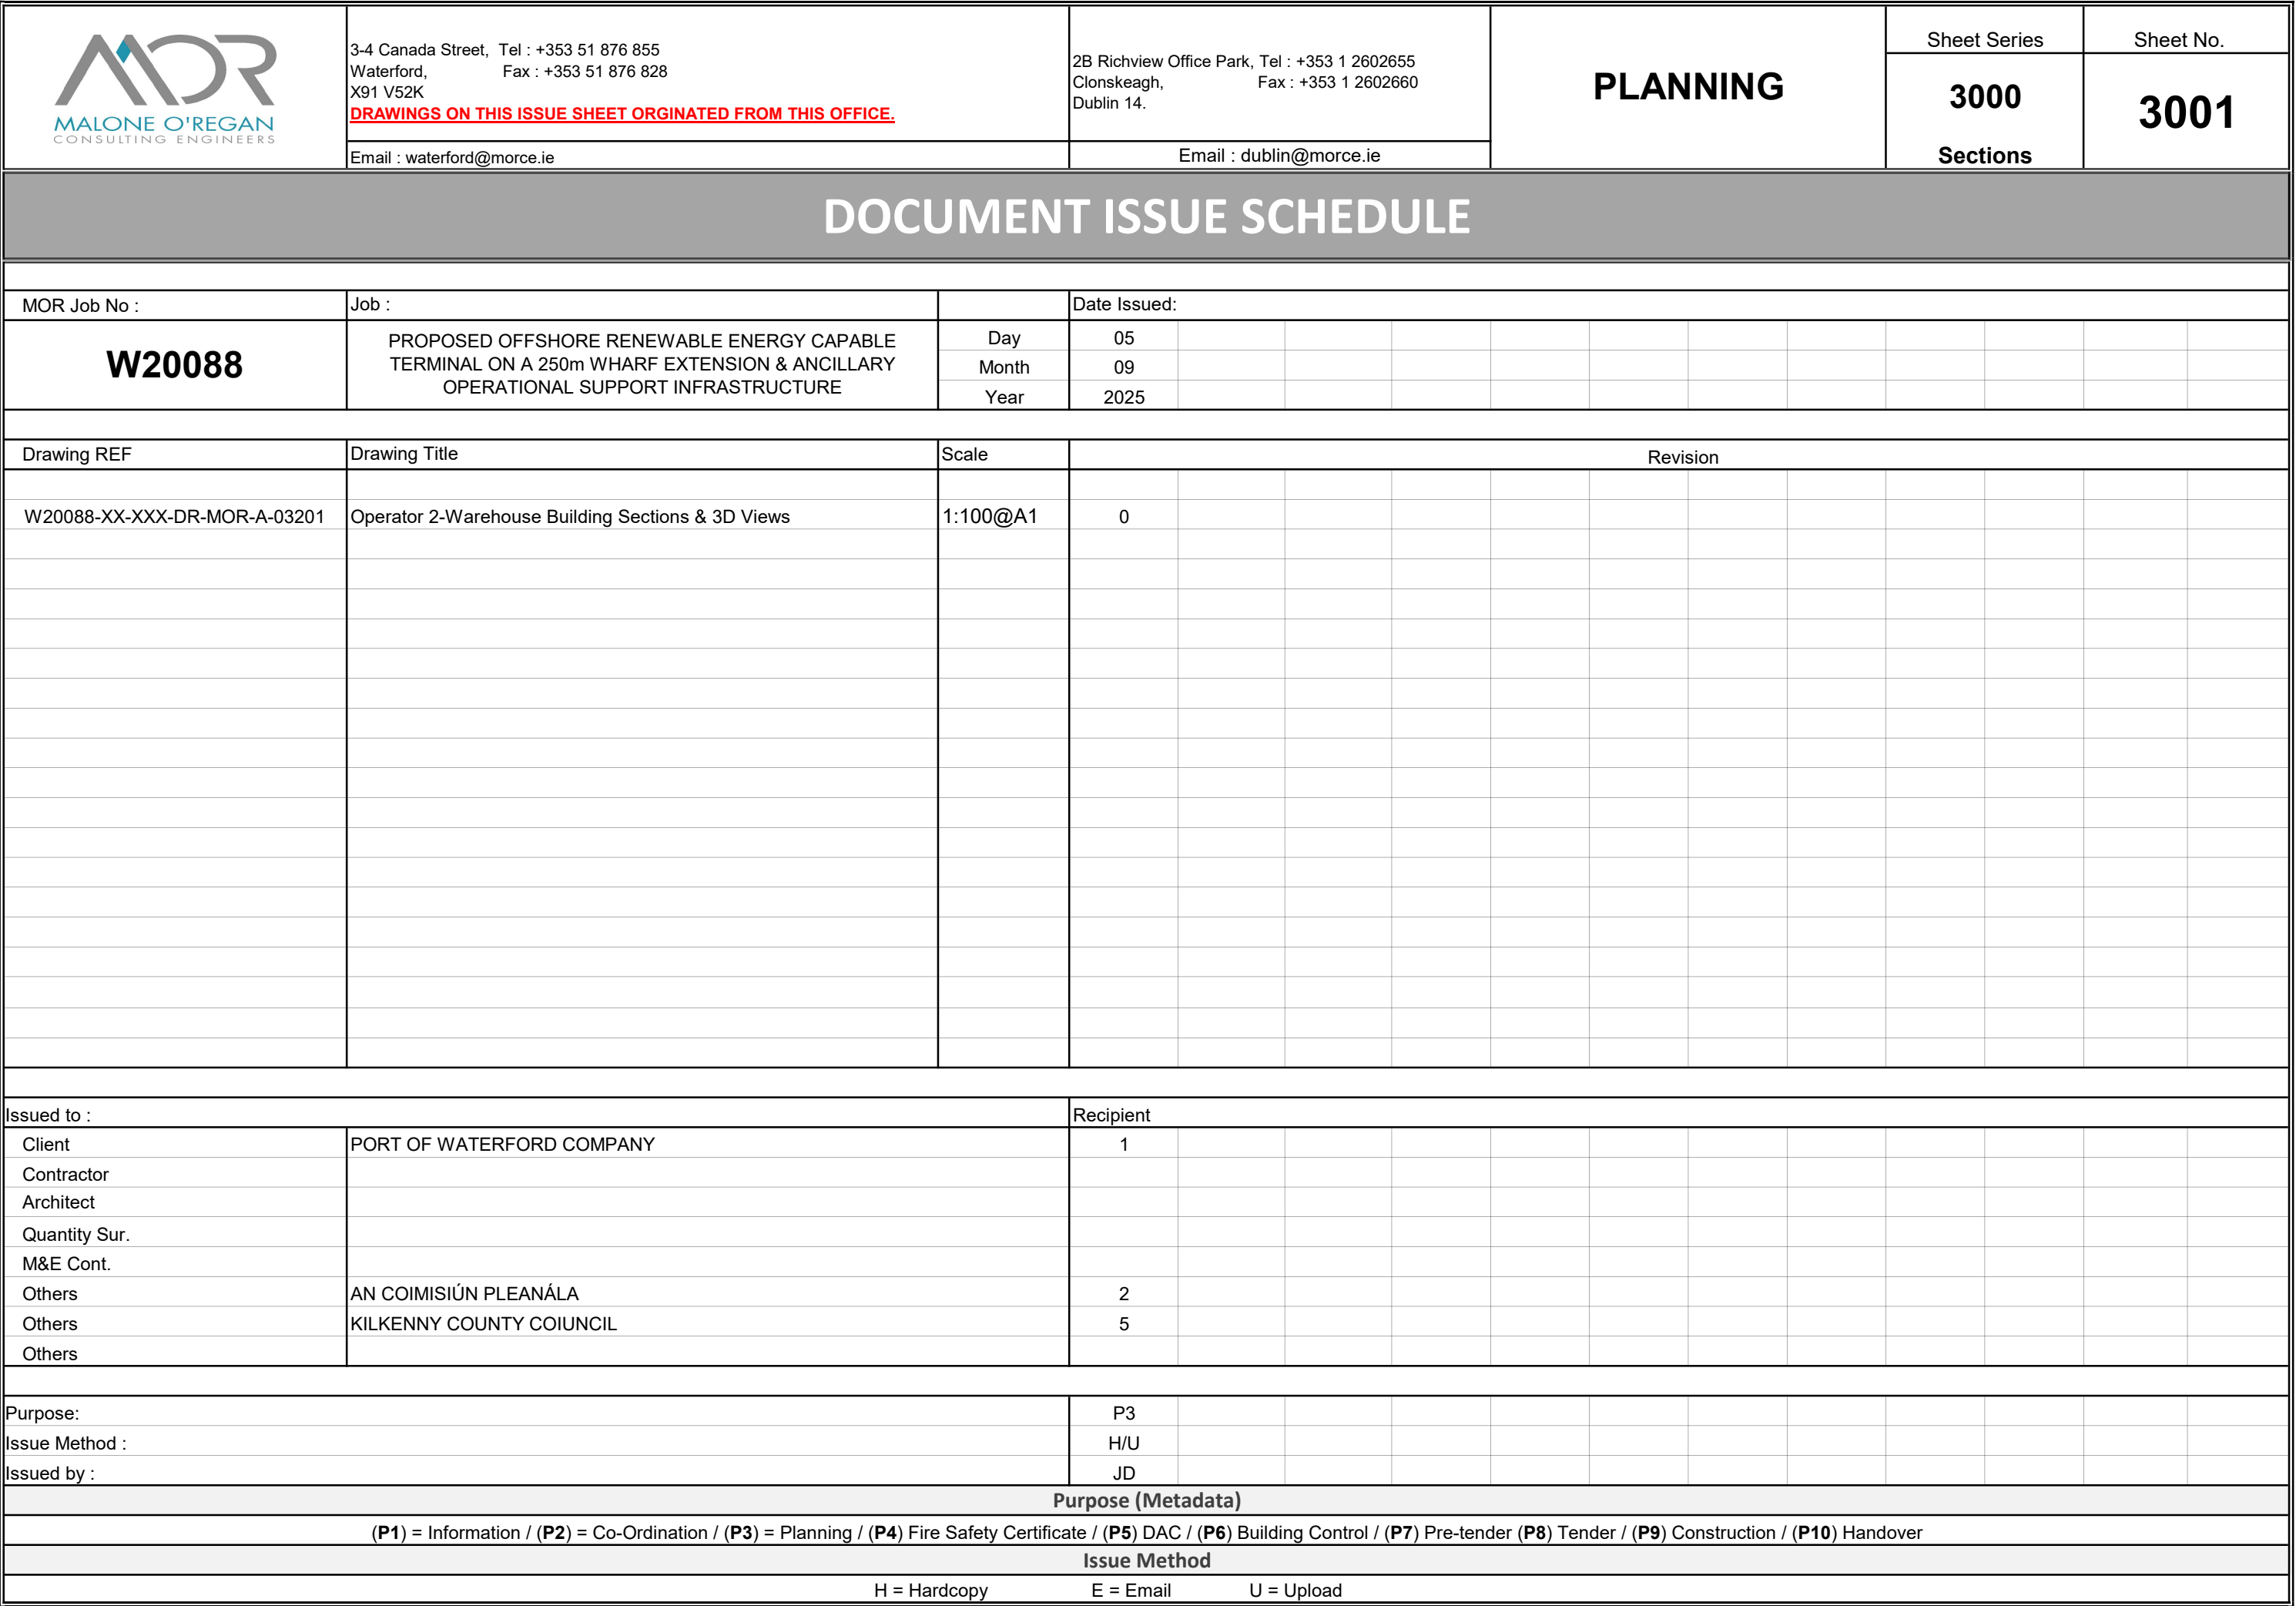 MOR
MALONE O'REGAN
CONSULTING ENGINEERS
3-4 Canada Street, Tel : +353 51 876 855
Waterford, Fax : +353 51 876 828
X91 V52K
DRAWINGS ON THIS ISSUE SHEET ORGINATED FROM THIS OFFICE.
Email : waterford@morce.ie
2B Richview Office Park, Tel : +353 1 2602655
Clonskeagh, Fax : +353 1 2602660
Dublin 14.
Email : dublin@morce.ie
PLANNING
Sheet Series
3000
Sections
Sheet No.
3001
DOCUMENT ISSUE SCHEDULE
MOR Job No :
W20088
Job :
PROPOSED OFFSHORE RENEWABLE ENERGY CAPABLE
TERMINAL ON A 250m WHARF EXTENSION & ANCILLARY
OPERATIONAL SUPPORT INFRASTRUCTURE
Date Issued:
Day 05
Month 09
Year 2025
Drawing REF Drawing Title Scale Revision
W20088-XX-XXX-DR-MOR-A-03201 Operator 2-Warehouse Building Sections & 3D Views 1:100@A1 0
Issued to : Recipient
Client PORT OF WATERFORD COMPANY 1
Contractor
Architect
Quantity Sur.
M&E Cont.
Others AN COIMISIÚN PLEANÁLA 2
Others KILKENNY COUNTY COIUNCIL 5
Others
Purpose: P3
Issue Method : H/U
Issued by : JD
Purpose (Metadata)
(P1) = Information / (P2) = Co-Ordination / (P3) = Planning / (P4) Fire Safety Certificate / (P5) DAC / (P6) Building Control / (P7) Pre-tender (P8) Tender / (P9) Construction / (P10) Handover
Issue Method
H = Hardcopy E = Email U = Upload